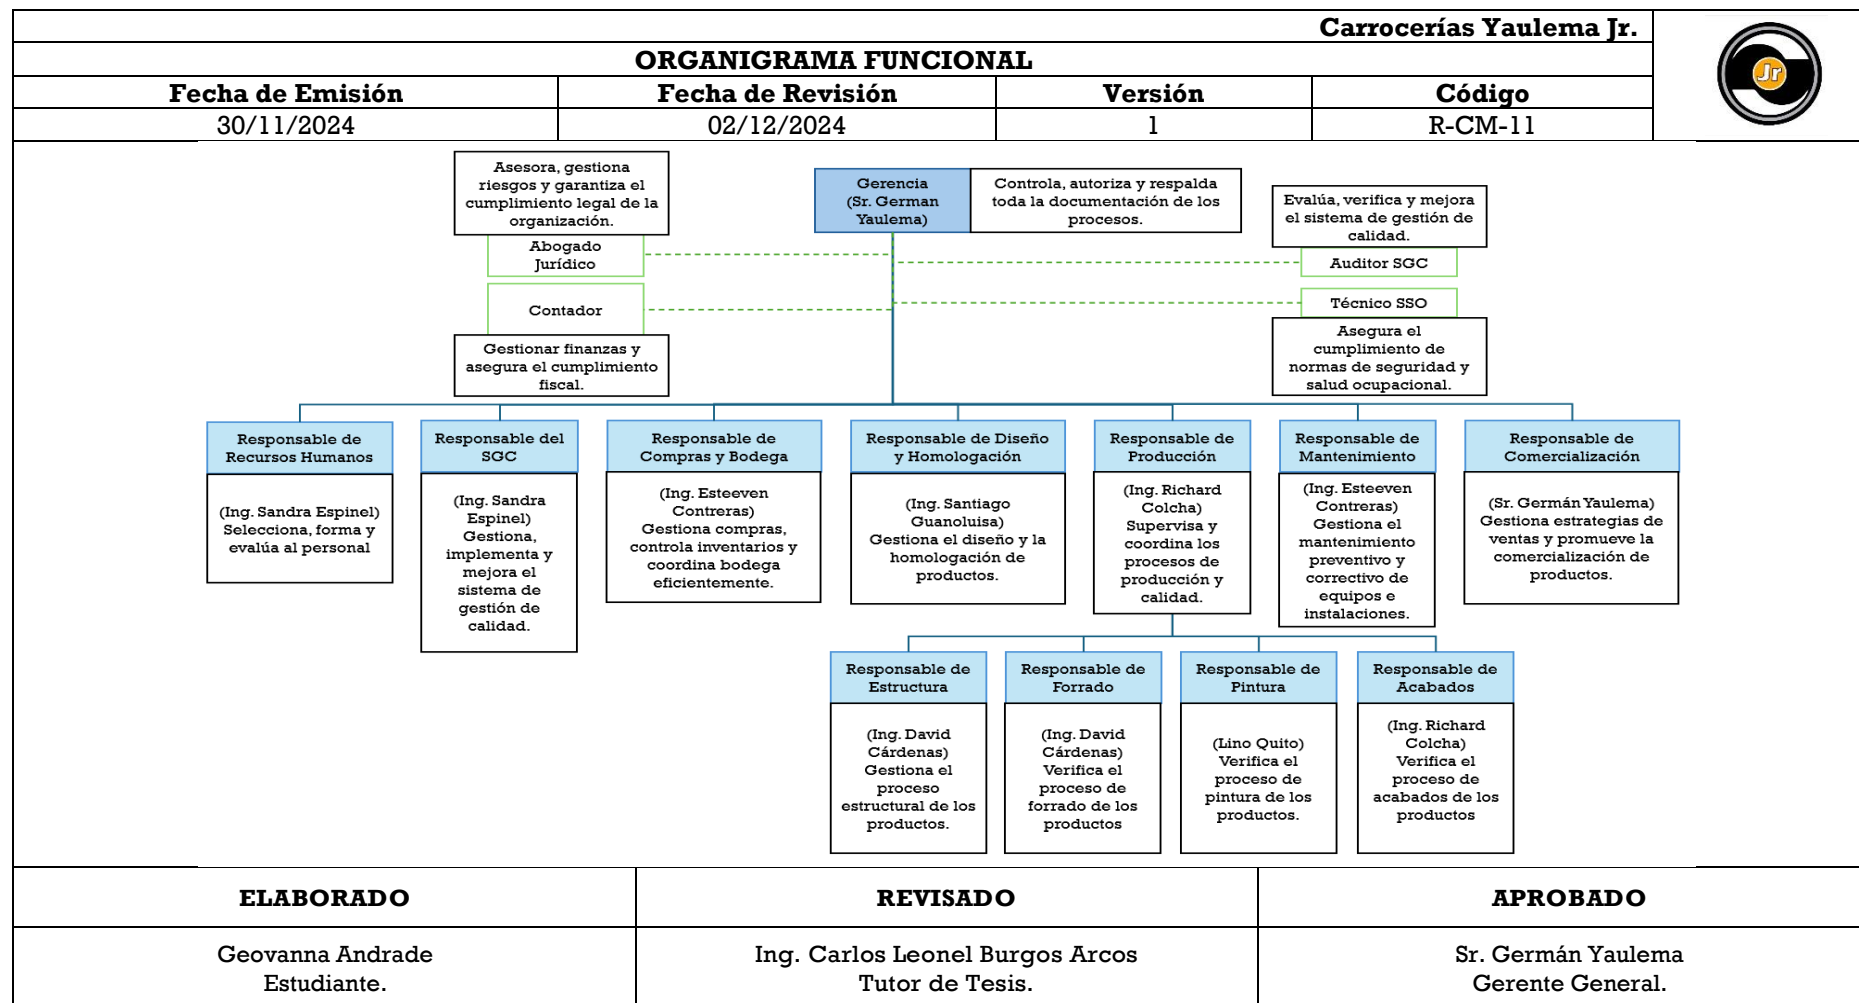 Carrocerías Yaulema Jr.
ORGANIGRAMA FUNCIONAL
Fecha de Emisión
Fecha de Revisión
Versión
Código
30/11/2024
02/12/2024
1
R-CM-11
Jr
Asesora, gestiona
riesgos y garantiza el
cumplimiento legal de la
organización.
Abogado
Jurídico
Contador
Gestionar finanzas y
asegura el cumplimiento
fiscal.
Gerencia
(Sr. German
Yaulema)
Controla, autoriza y respalda
toda la documentación de los
procesos.
Evalúa, verifica y mejora
el sistema de gestión de
calidad.
Auditor SGC
Técnico SSO
Asegura el
cumplimiento de
normas de seguridad y
salud ocupacional.
Responsable de
Recursos Humanos
(Ing. Sandra Espinel)
Selecciona, forma y
evalúa al personal
Responsable del
SGC
(Ing. Sandra
Espinel)
Gestiona,
implementa y
mejora el
sistema de
gestión de
calidad.
Responsable de
Compras y Bodega
(Ing. Esteeven
Contreras)
Gestiona compras,
controla inventarios y
coordina bodega
eficientemente.
Responsable de Diseño
y Homologación
(Ing. Santiago
Guanoluisa)
Gestiona el diseño y la
homologación de
productos.
Responsable de
Producción
(Ing. Richard
Colcha)
Supervisa y
coordina los
procesos de
producción y
calidad.
Responsable de
Mantenimiento
(Ing. Esteeven
Contreras)
Gestiona el
mantenimiento
preventivo y
correctivo de
equipos e
instalaciones.
Responsable de
Comercialización
(Sr. Germán Yaulema)
Gestiona estrategias de
ventas y promueve la
comercialización de
productos.
Responsable de
Estructura
(Ing. David
Cárdenas)
Gestiona el
proceso
estructural de los
productos.
Responsable de
Forrado
(Ing. David
Cárdenas)
Verifica el
proceso de
forrado de los
productos
Responsable de
Pintura
(Lino Quito)
Verifica el
proceso de
pintura de los
productos.
Responsable de
Acabados
(Ing. Richard
Colcha)
Verifica el
proceso de
acabados de los
productos
ELABORADO
REVISADO
APROBADO
Geovanna Andrade
Estudiante.
Ing. Carlos Leonel Burgos Arcos
Tutor de Tesis.
Sr. Germán Yaulema
Gerente General.